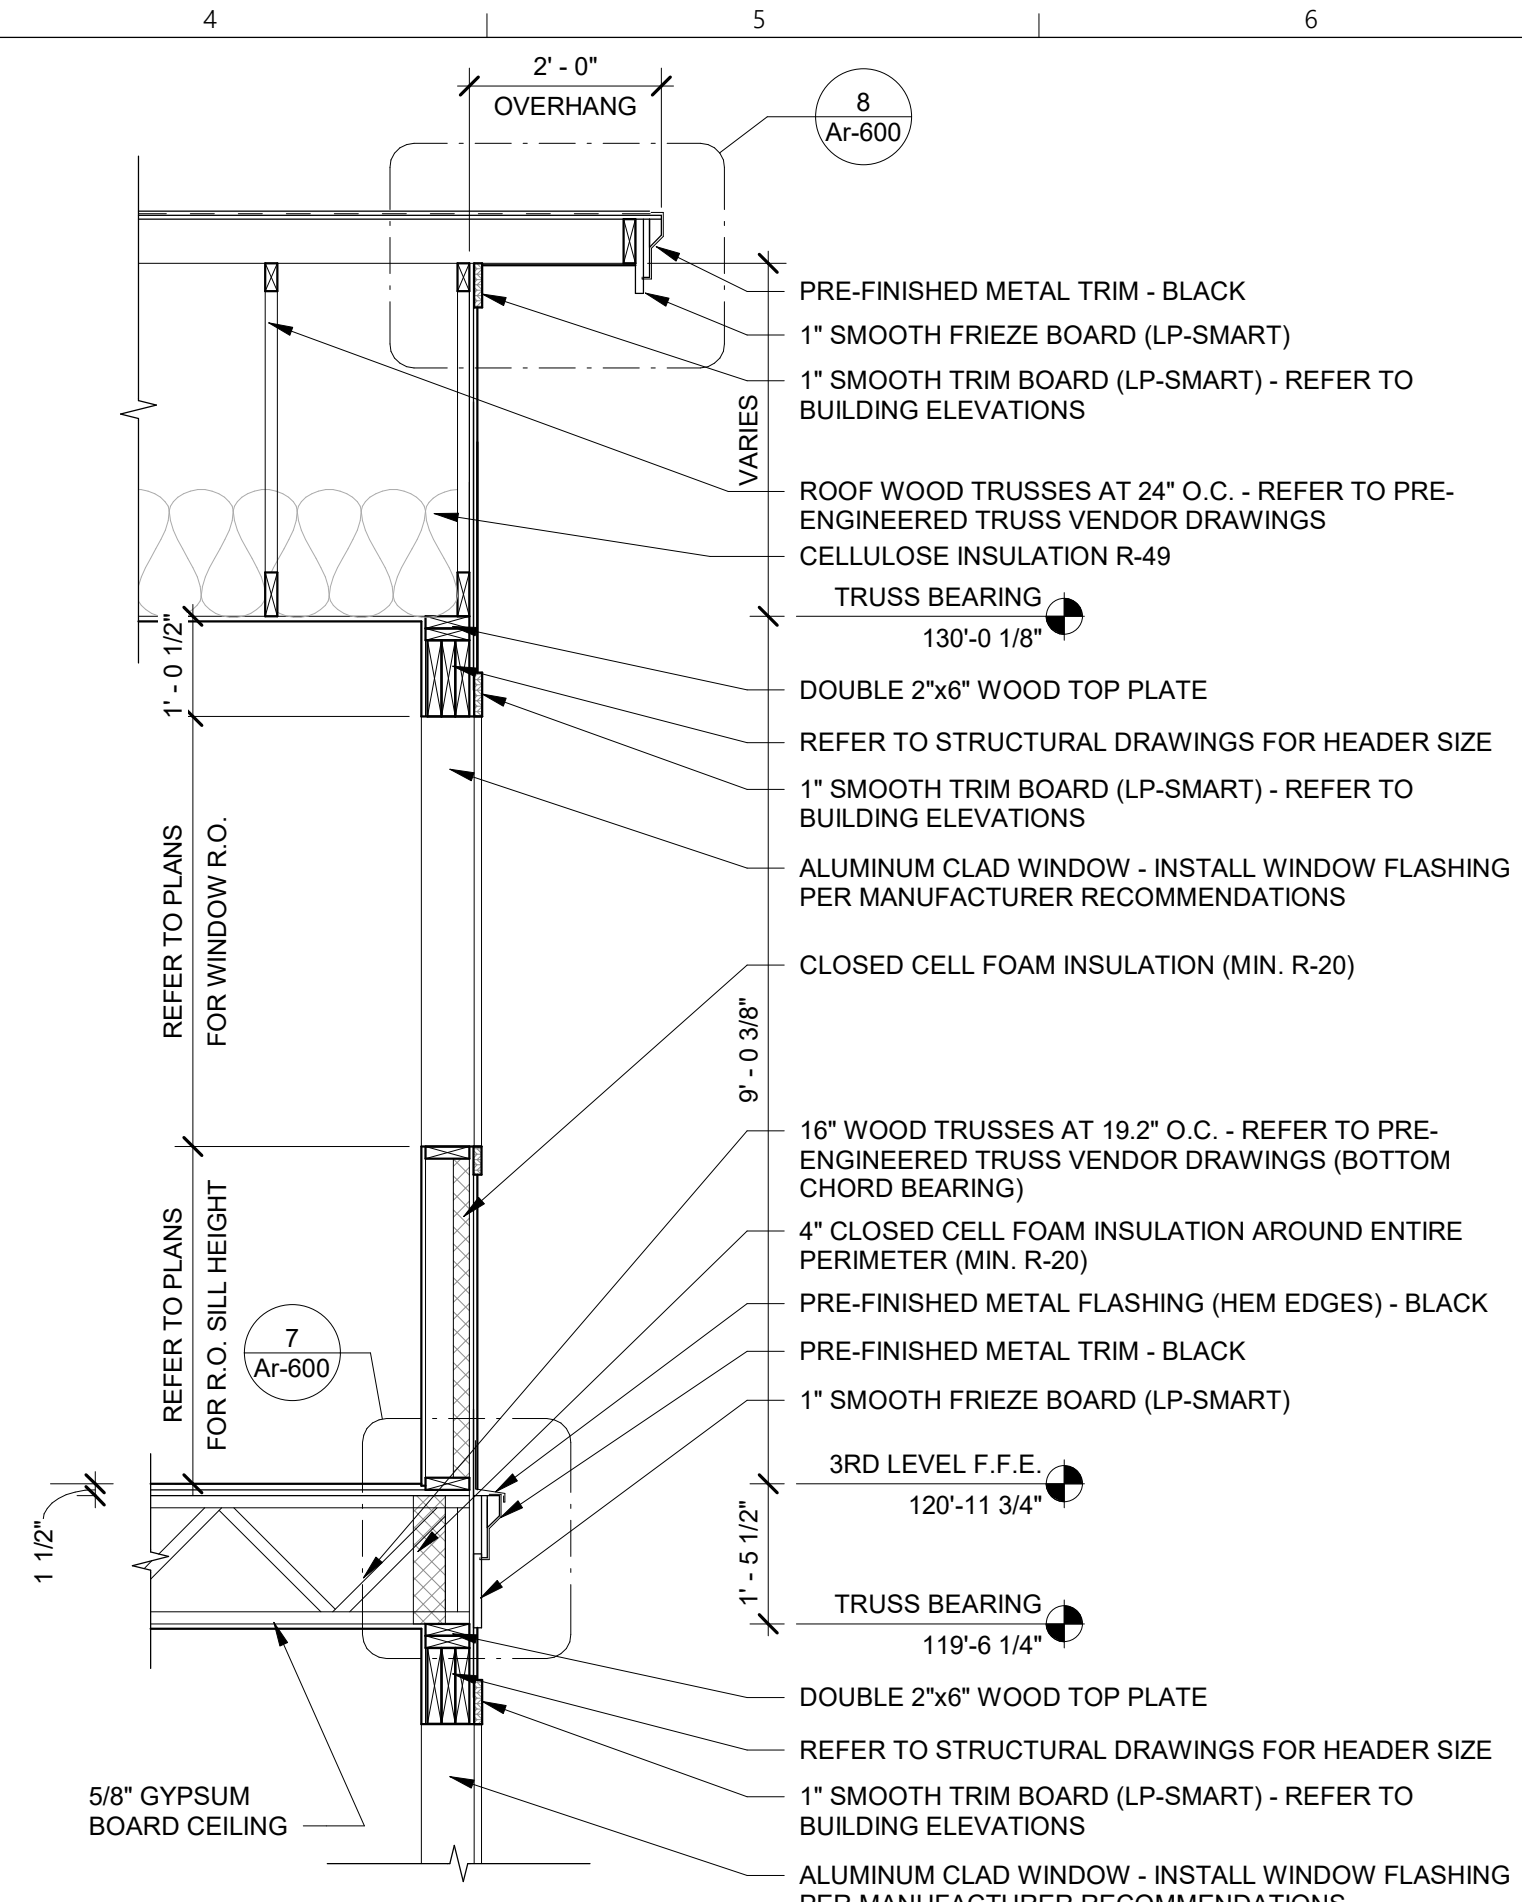 4
5
6
2' - 0"
OVERHANG
8
Ar-600
PRE-FINISHED METAL TRIM - BLACK
1" SMOOTH FRIEZE BOARD (LP-SMART)
1" SMOOTH TRIM BOARD (LP-SMART) - REFER TO
BUILDING ELEVATIONS
VARIES
ROOF WOOD TRUSSES AT 24" O.C. - REFER TO PRE-
ENGINEERED TRUSS VENDOR DRAWINGS
CELLULOSE INSULATION R-49
TRUSS BEARING
130'-0 1/8"
1' - 0 1/2"
DOUBLE 2"x6" WOOD TOP PLATE
REFER TO STRUCTURAL DRAWINGS FOR HEADER SIZE
1" SMOOTH TRIM BOARD (LP-SMART) - REFER TO
BUILDING ELEVATIONS
ALUMINUM CLAD WINDOW - INSTALL WINDOW FLASHING
PER MANUFACTURER RECOMMENDATIONS
REFER TO PLANS
FOR WINDOW R.O.
CLOSED CELL FOAM INSULATION (MIN. R-20)
9' - 0 3/8"
16" WOOD TRUSSES AT 19.2" O.C. - REFER TO PRE-
ENGINEERED TRUSS VENDOR DRAWINGS (BOTTOM
CHORD BEARING)
4" CLOSED CELL FOAM INSULATION AROUND ENTIRE
PERIMETER (MIN. R-20)
REFER TO PLANS
FOR R.O. SILL HEIGHT
PRE-FINISHED METAL FLASHING (HEM EDGES) - BLACK
7
Ar-600
PRE-FINISHED METAL TRIM - BLACK
1" SMOOTH FRIEZE BOARD (LP-SMART)
3RD LEVEL F.F.E.
120'-11 3/4"
1 1/2"
1' - 5 1/2"
TRUSS BEARING
119'-6 1/4"
DOUBLE 2"x6" WOOD TOP PLATE
REFER TO STRUCTURAL DRAWINGS FOR HEADER SIZE
5/8" GYPSUM
BOARD CEILING
1" SMOOTH TRIM BOARD (LP-SMART) - REFER TO
BUILDING ELEVATIONS
ALUMINUM CLAD WINDOW - INSTALL WINDOW FLASHING
PER MANUFACTURER RECOMMENDATIONS